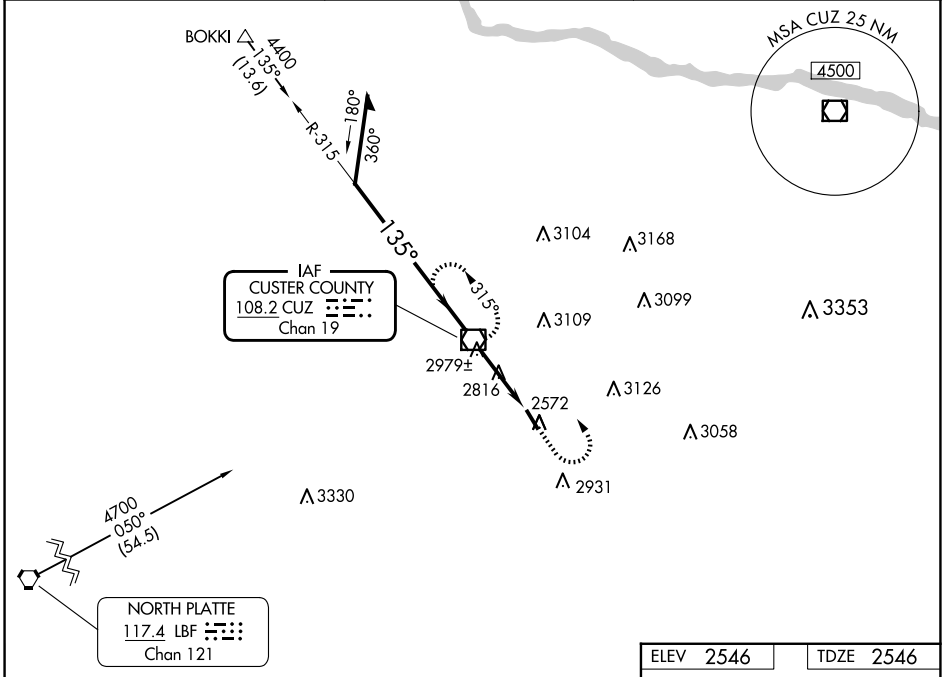 BOKKI
4400
135°
(13.6)
R-315
180°
360°
MSA CUZ 25 NM
4500
135°
3104
3168
IAF
CUSTER COUNTY
108.2 CUZ
Chan 19
315°
3109
3099
3353
2979±
2816
2572
3126
3058
2931
3330
4700
050°
(54.5)
NORTH PLATTE
117.4 LBF
Chan 121
ELEV 2546
TDZE 2546